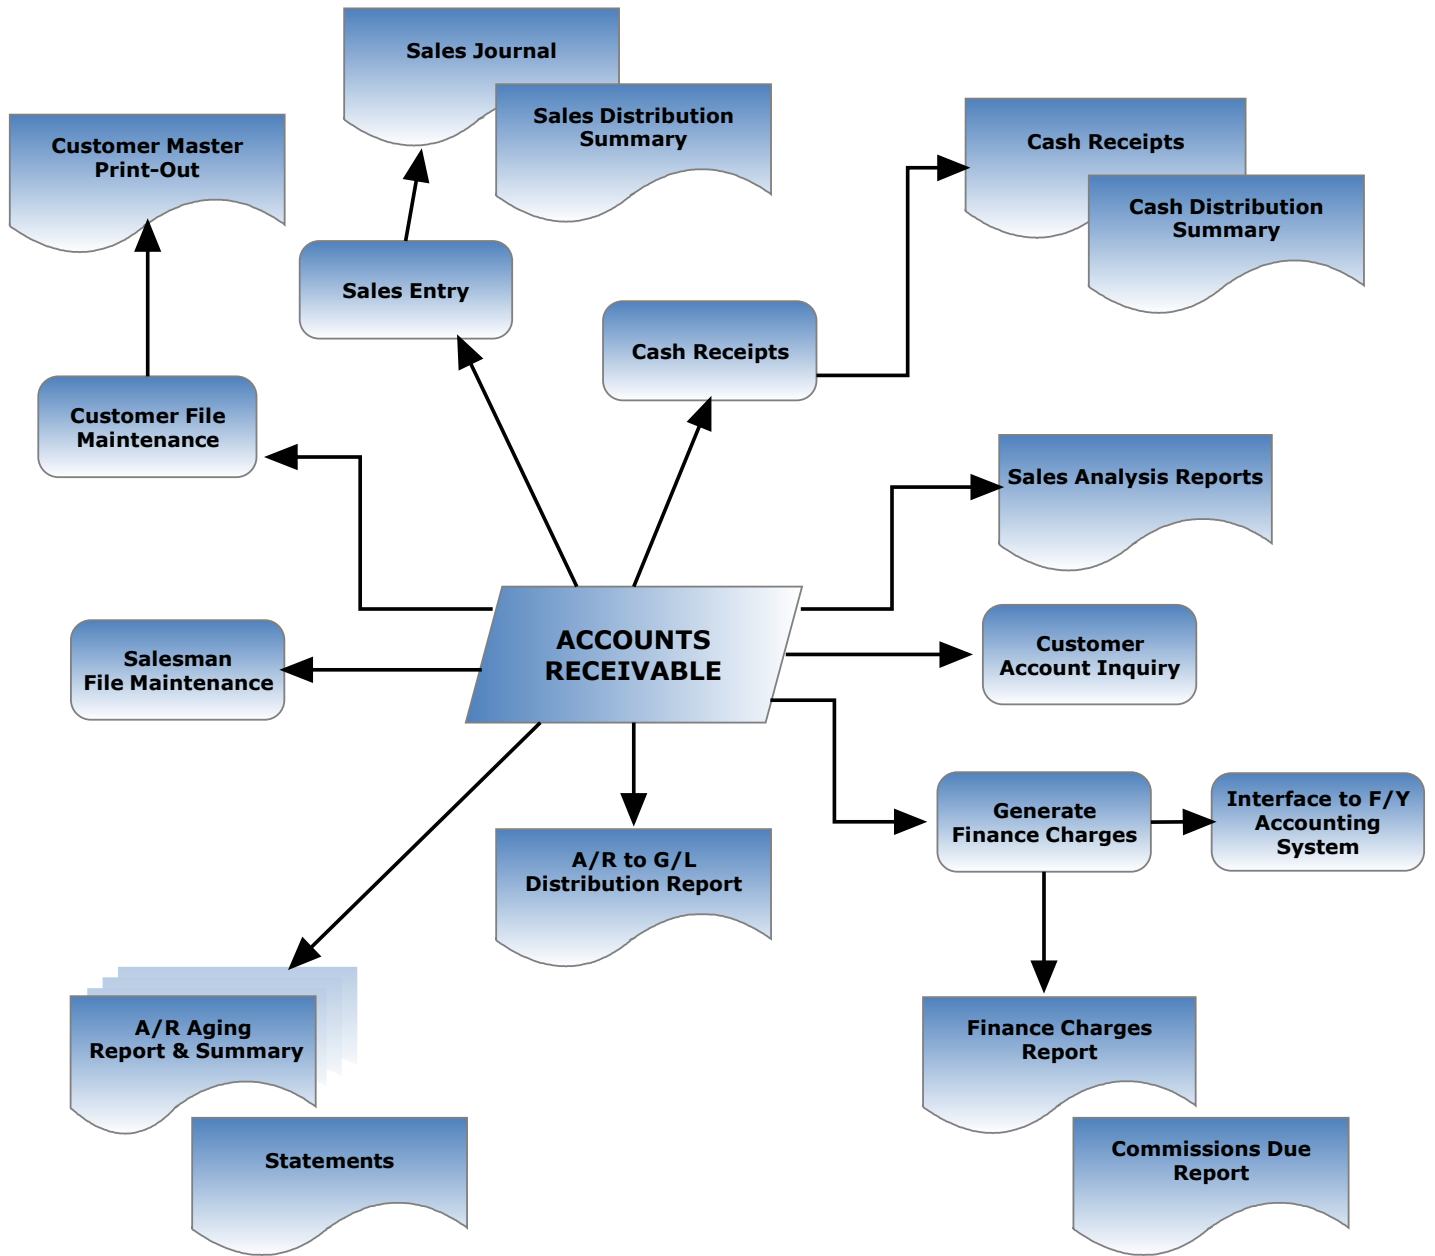 Sales Journal
Sales Distribution
Summary
Customer Master
Print-Out
Cash Receipts
Cash Distribution
Summary
Sales Entry
Cash Receipts
Customer File
Maintenance
Sales Analysis Reports
ACCOUNTS
RECEIVABLE
Salesman
File Maintenance
Customer
Account Inquiry
Generate
Finance Charges
Interface to F/Y
Accounting
System
A/R to G/L
Distribution Report
A/R Aging
Report & Summary
Finance Charges
Report
Statements
Commissions Due
Report